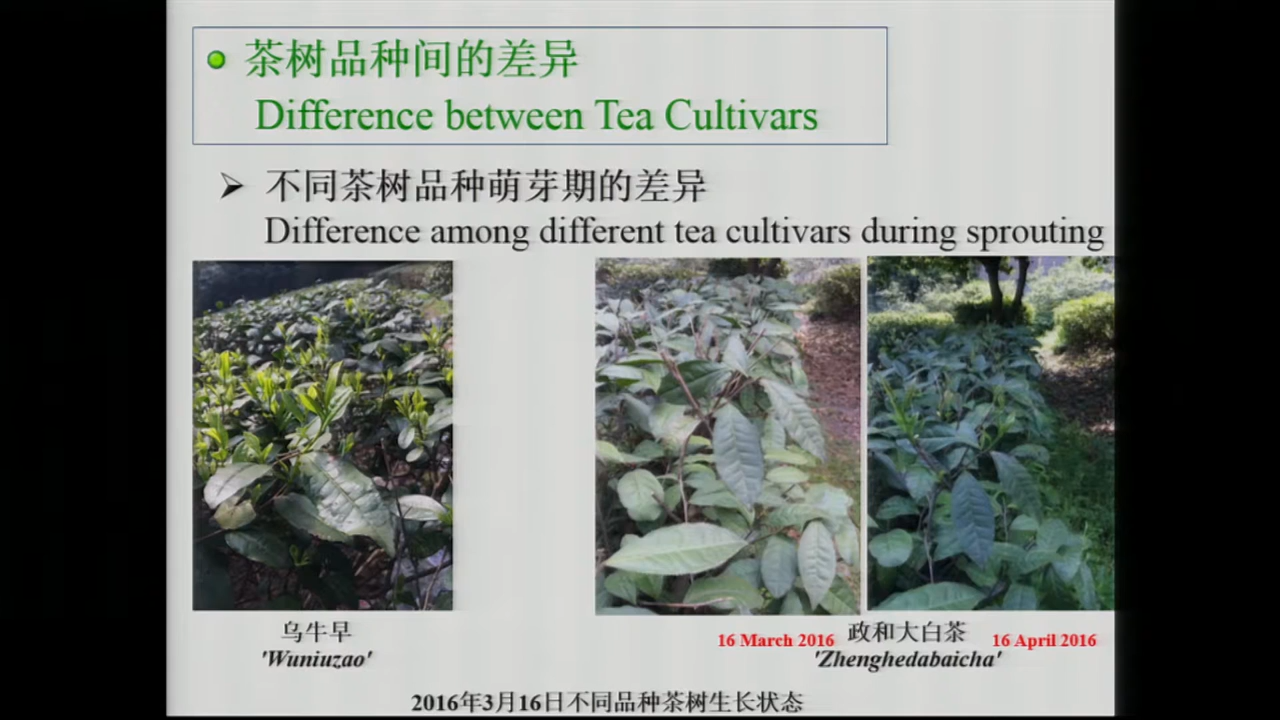 茶树品种间的差异
Difference between Tea Cultivars
不同茶树品种萌芽期的差异
Difference among different tea cultivars during sprouting
乌牛早
'Wuniuzao'
16 March 2016
政和大白茶
16 April 2016
'Zhenghedabaicha'
2016年3月16日不同品种茶树生长状态